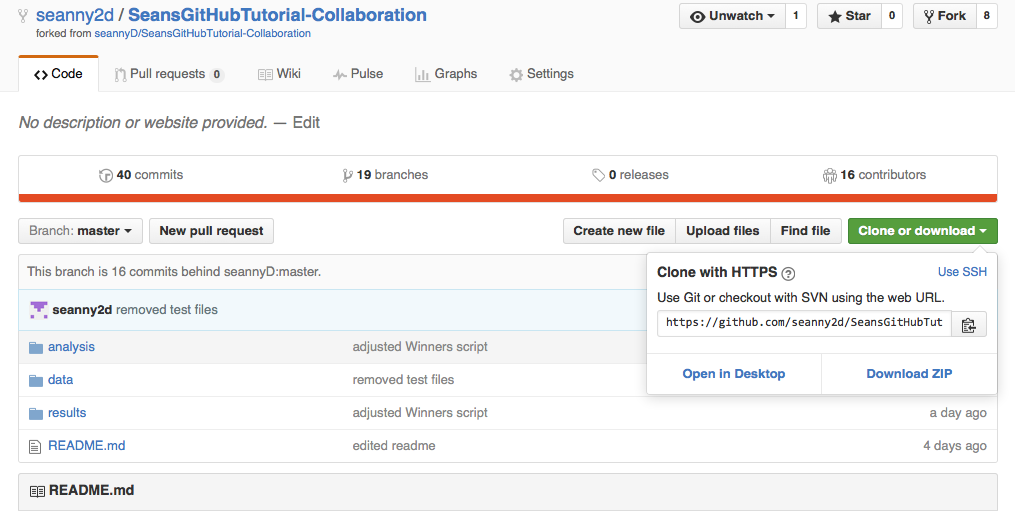 seanny2d / SeansGitHubTutorial-Collaboration
forked from seannyD/SeansGitHubTutorial-Collaboration
Unwatch 1 Star 0 Fork 8
Code Pull requests 0 Wiki Pulse Graphs Settings
No description or website provided. — Edit
40 commits 19 branches 0 releases 16 contributors
Branch: master New pull request Create new file Upload files Find file Clone or download
This branch is 16 commits behind seannyD:master.
Clone with HTTPS ? Use SSH
Use Git or checkout with SVN using the web URL.
https://github.com/seanny2d/SeansGitHubTut
Open in Desktop Download ZIP
seanny2d removed test files
analysis adjusted Winners script
data removed test files
results adjusted Winners script a day ago
README.md edited readme 4 days ago
README.md